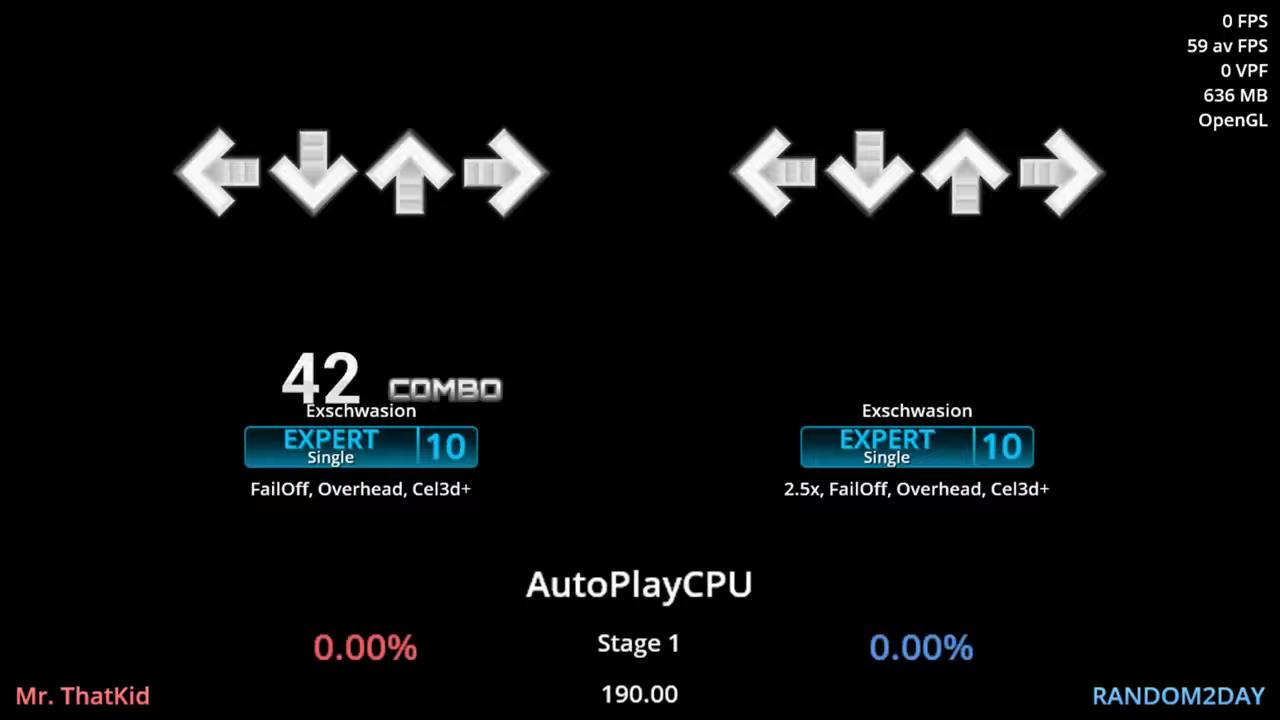 0 FPS
59 av FPS
0 VPF
636 MB
OpenGL
42 COMBO
Exschwasion
EXPERT 10
Single
FailOff, Overhead, Cel3d+
Exschwasion
EXPERT 10
Single
2.5x, FailOff, Overhead, Cel3d+
AutoPlayCPU
0.00%
Stage 1
0.00%
Mr. ThatKid
190.00
RANDOM2DAY